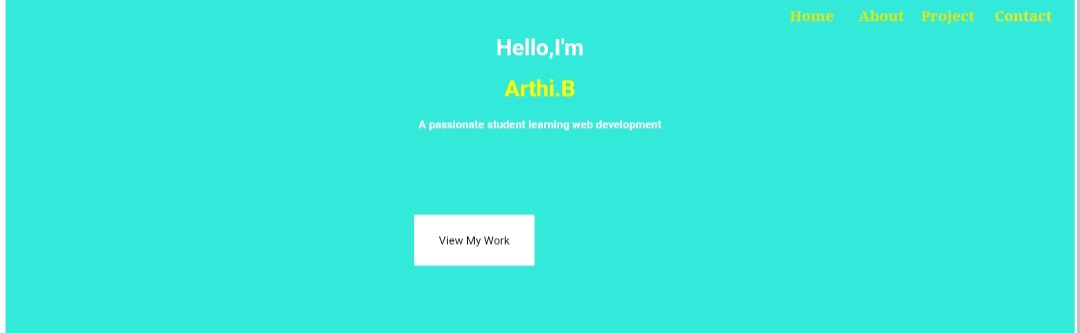 Home About Project Contact
Hello,I'm
Arthi.B
A passionate student learning web development
View My Work